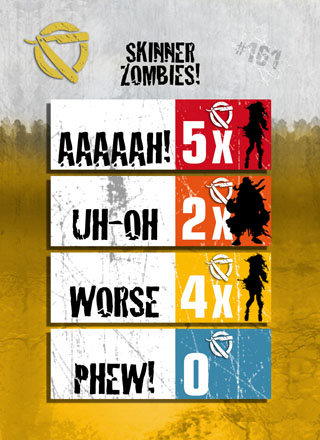 SKINNER
ZOMBIES!
#161
AAAAAH! 5X
UH-OH 2X
WORSE 4X
PHEW! 0